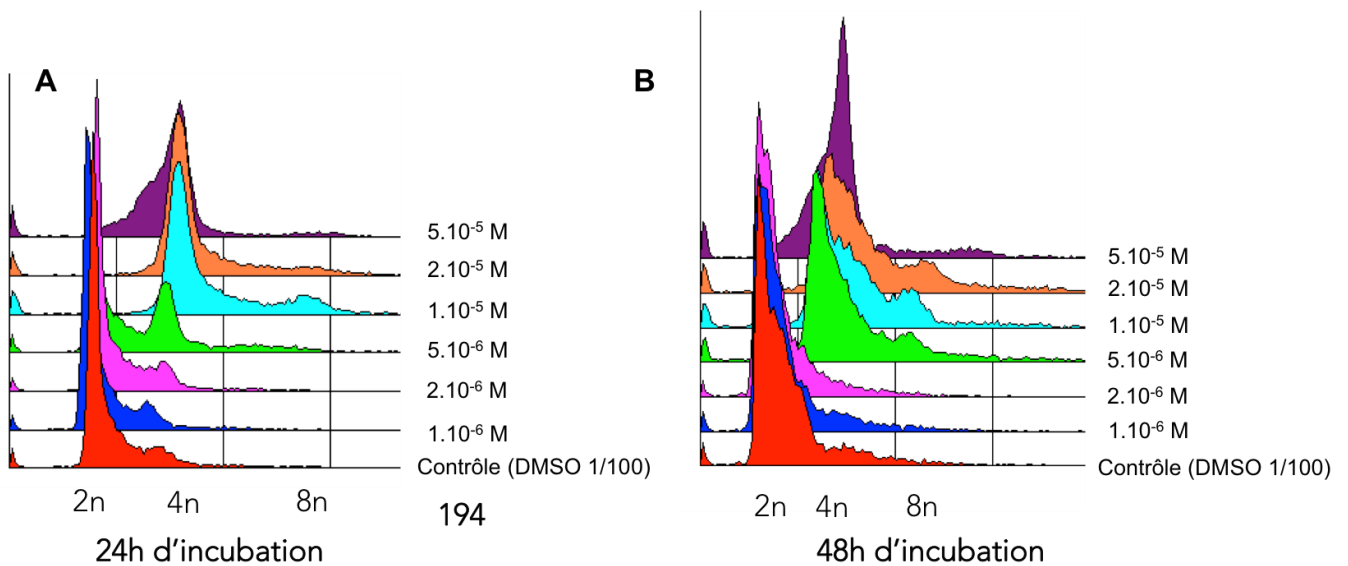 A
5.10⁻⁵ M
2.10⁻⁵ M
1.10⁻⁵ M
5.10⁻⁶ M
2.10⁻⁶ M
1.10⁻⁶ M
Contrôle (DMSO 1/100)
2n 4n 8n
194
24h d’incubation
B
5.10⁻⁵ M
2.10⁻⁵ M
1.10⁻⁵ M
5.10⁻⁶ M
2.10⁻⁶ M
1.10⁻⁶ M
Contrôle (DMSO 1/100)
2n 4n 8n
48h d’incubation